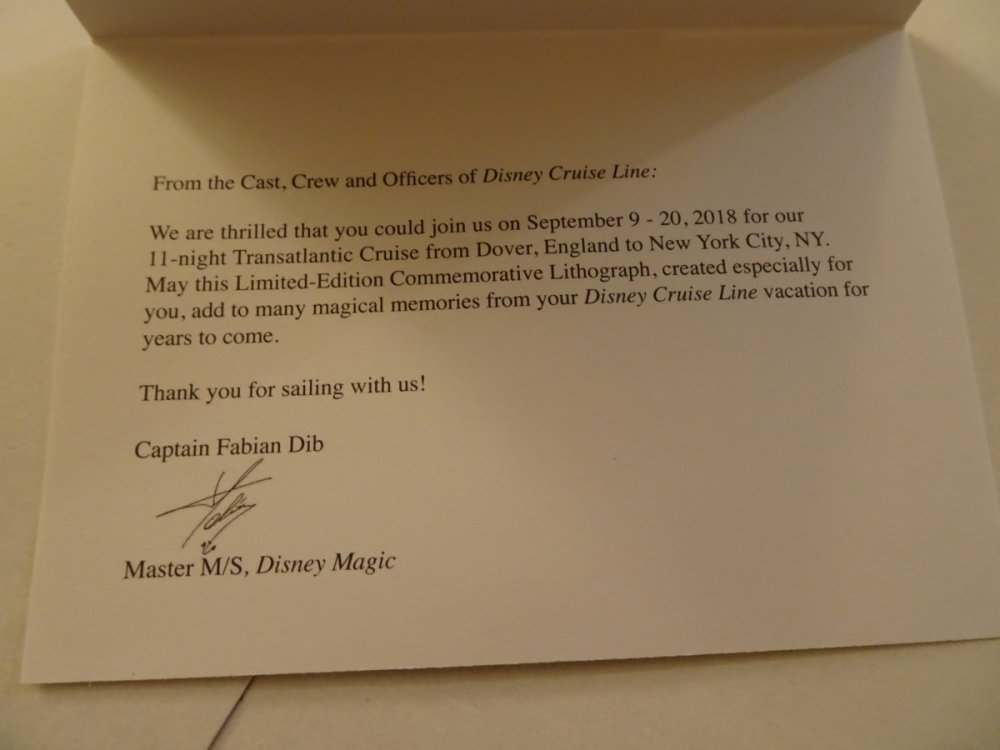 From the Cast, Crew and Officers of Disney Cruise Line:
We are thrilled that you could join us on September 9 - 20, 2018 for our
11-night Transatlantic Cruise from Dover, England to New York City, NY.
May this Limited-Edition Commemorative Lithograph, created especially for
you, add to many magical memories from your Disney Cruise Line vacation for
years to come.
Thank you for sailing with us!
Captain Fabian Dib
Master M/S, Disney Magic